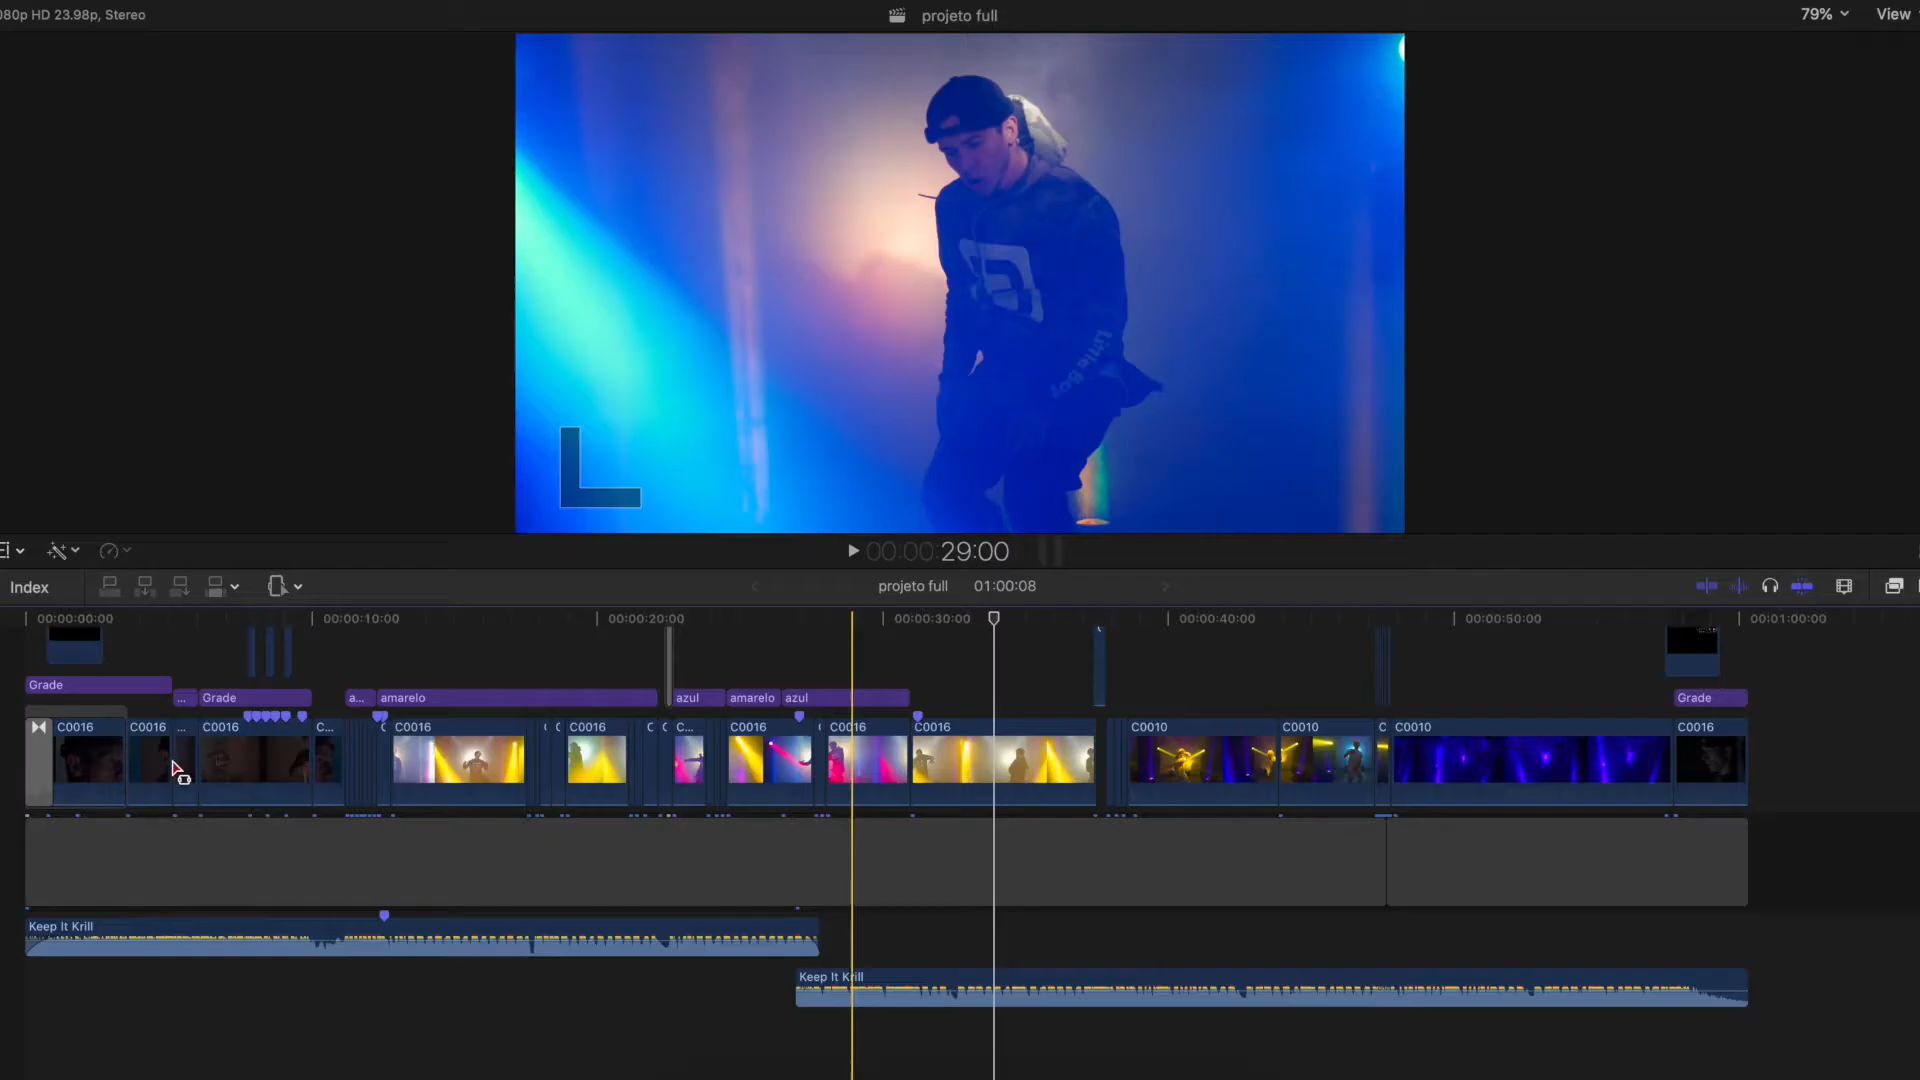 080p HD 23.98p, Stereo
projeto full
79%
View
Little Boy
00:00:29:00
Index
projeto full
01:00:08
00:00:00:00
00:00:10:00
00:00:20:00
00:00:30:00
00:00:40:00
00:00:50:00
00:01:00:00
Grade
...
Grade
a...
amarelo
azul
amarelo
azul
Grade
C0016
C0016
...
C0016
C...
C0016
C0016
C...
C0016
C0016
C0016
C0010
C0010
C
C0010
C0016
Keep It Krill
Keep It Krill